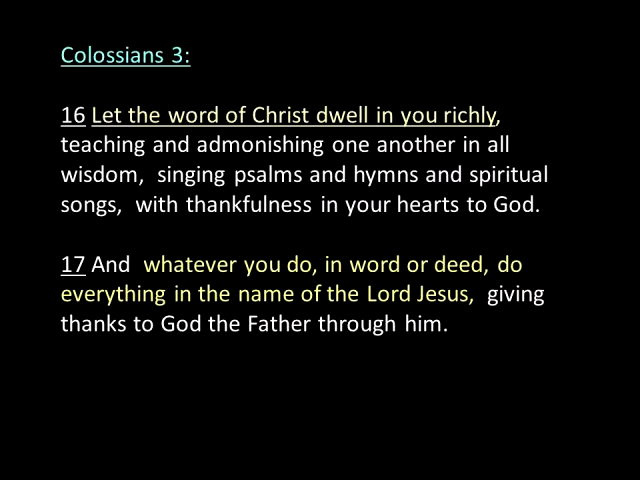 Colossians 3:
16 Let the word of Christ dwell in you richly,
teaching and admonishing one another in all
wisdom, singing psalms and hymns and spiritual
songs, with thankfulness in your hearts to God.
17 And whatever you do, in word or deed, do
everything in the name of the Lord Jesus, giving
thanks to God the Father through him.